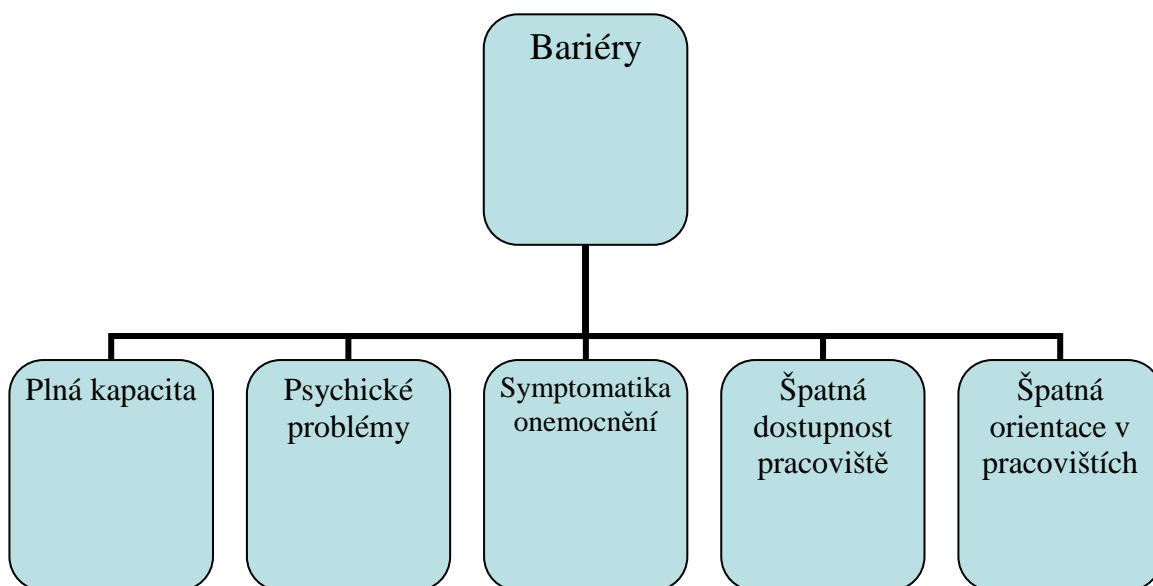 Bariéry
Plná kapacita
Psychické
problémy
Symptomatika
onemocnění
Špatná
dostupnost
pracoviště
Špatná
orientace v
pracovištích